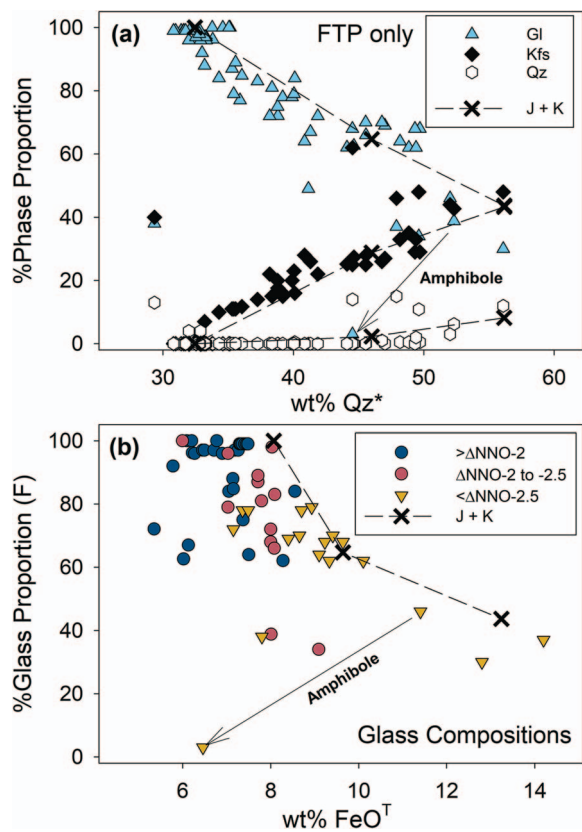 (a)
FTP only
Gl
Kfs
Qz
J + K
%Phase Proportion
100
80
60
40
20
0
Amphibole
30
40
50
60
wt% Qz*
(b)
>ΔNNO-2
ΔNNO-2 to -2.5
<ΔNNO-2.5
J + K
%Glass Proportion (F)
100
80
60
40
20
0
Amphibole
Glass Compositions
6
8
10
12
14
wt% FeOᵀ